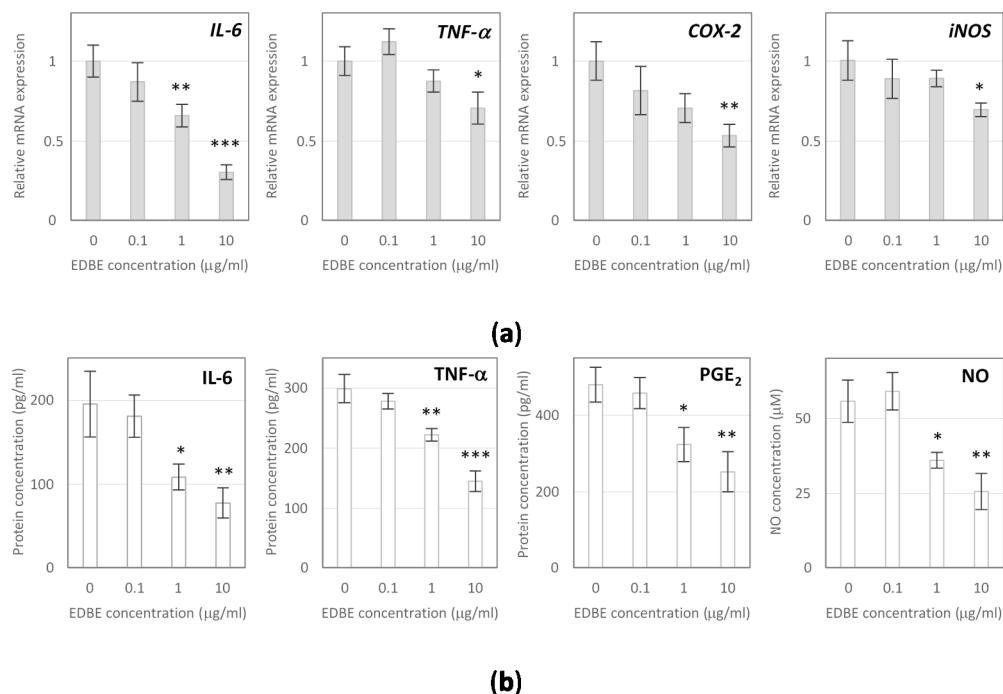 IL-6
Relative mRNA expression
1
0.5
0
**
***
0 0.1 1 10
EDBE concentration (μg/ml)
TNF-α
Relative mRNA expression
1
0.5
0
*
0 0.1 1 10
EDBE concentration (μg/ml)
COX-2
Relative mRNA expression
1
0.5
0
**
0 0.1 1 10
EDBE concentration (μg/ml)
iNOS
Relative mRNA expression
1
0.5
0
*
0 0.1 1 10
EDBE concentration (μg/ml)
(a)
IL-6
Protein concentration (pg/ml)
200
100
0
*
**
0 0.1 1 10
EDBE concentration (μg/ml)
TNF-α
Protein concentration (pg/ml)
300
200
100
0
**
***
0 0.1 1 10
EDBE concentration (μg/ml)
PGE₂
Protein concentration (pg/ml)
400
200
0
*
**
0 0.1 1 10
EDBE concentration (μg/ml)
NO
NO concentration (μM)
50
25
0
*
**
0 0.1 1 10
EDBE concentration (μg/ml)
(b)